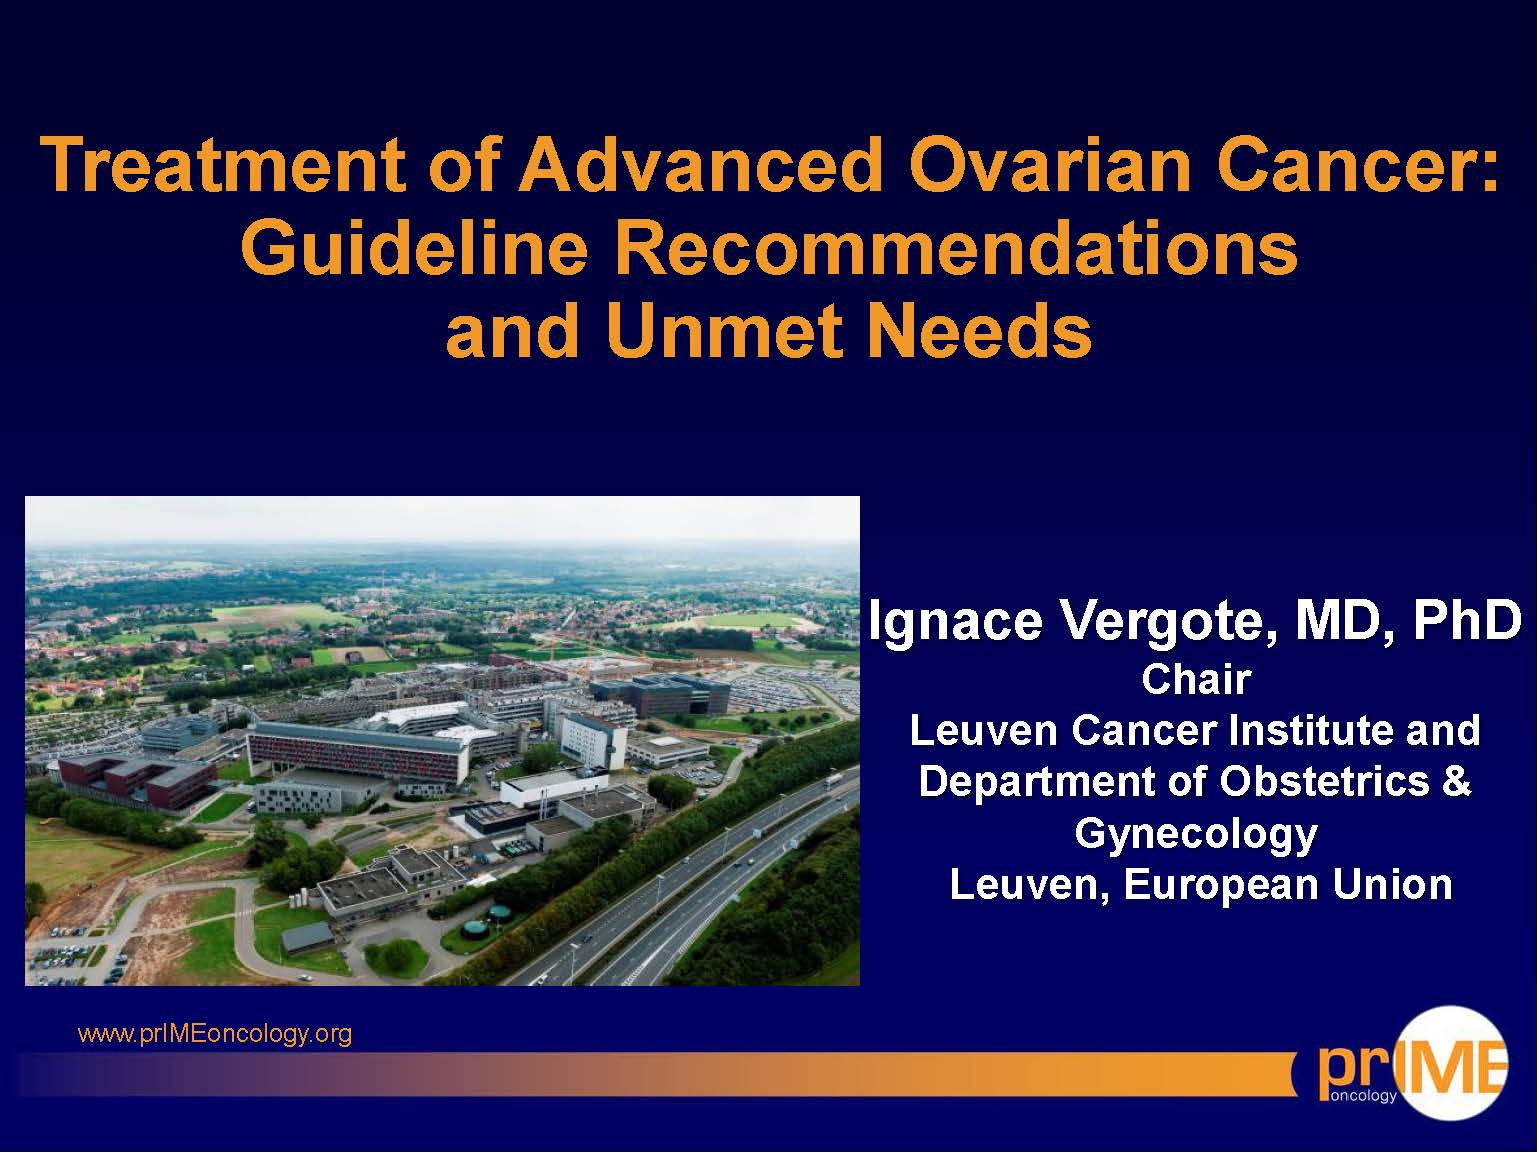 Treatment of Advanced Ovarian Cancer:
Guideline Recommendations
and Unmet Needs
Ignace Vergote, MD, PhD
Chair
Leuven Cancer Institute and
Department of Obstetrics &
Gynecology
Leuven, European Union
www.prIMEoncology.org
prIME
oncology